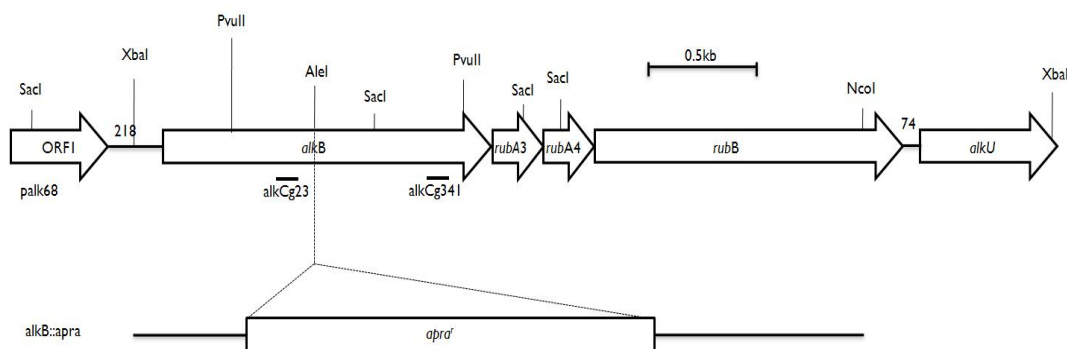 PvuII
XbaI
AleI
PvuII
0.5kb
SacI
SacI
SacI
SacI
NcoI
XbaI
218
74
ORF1
alkB
rubA3
rubA4
rubB
alkU
palk68
alkCg23
alkCg341
alkB::apra
apraʳ